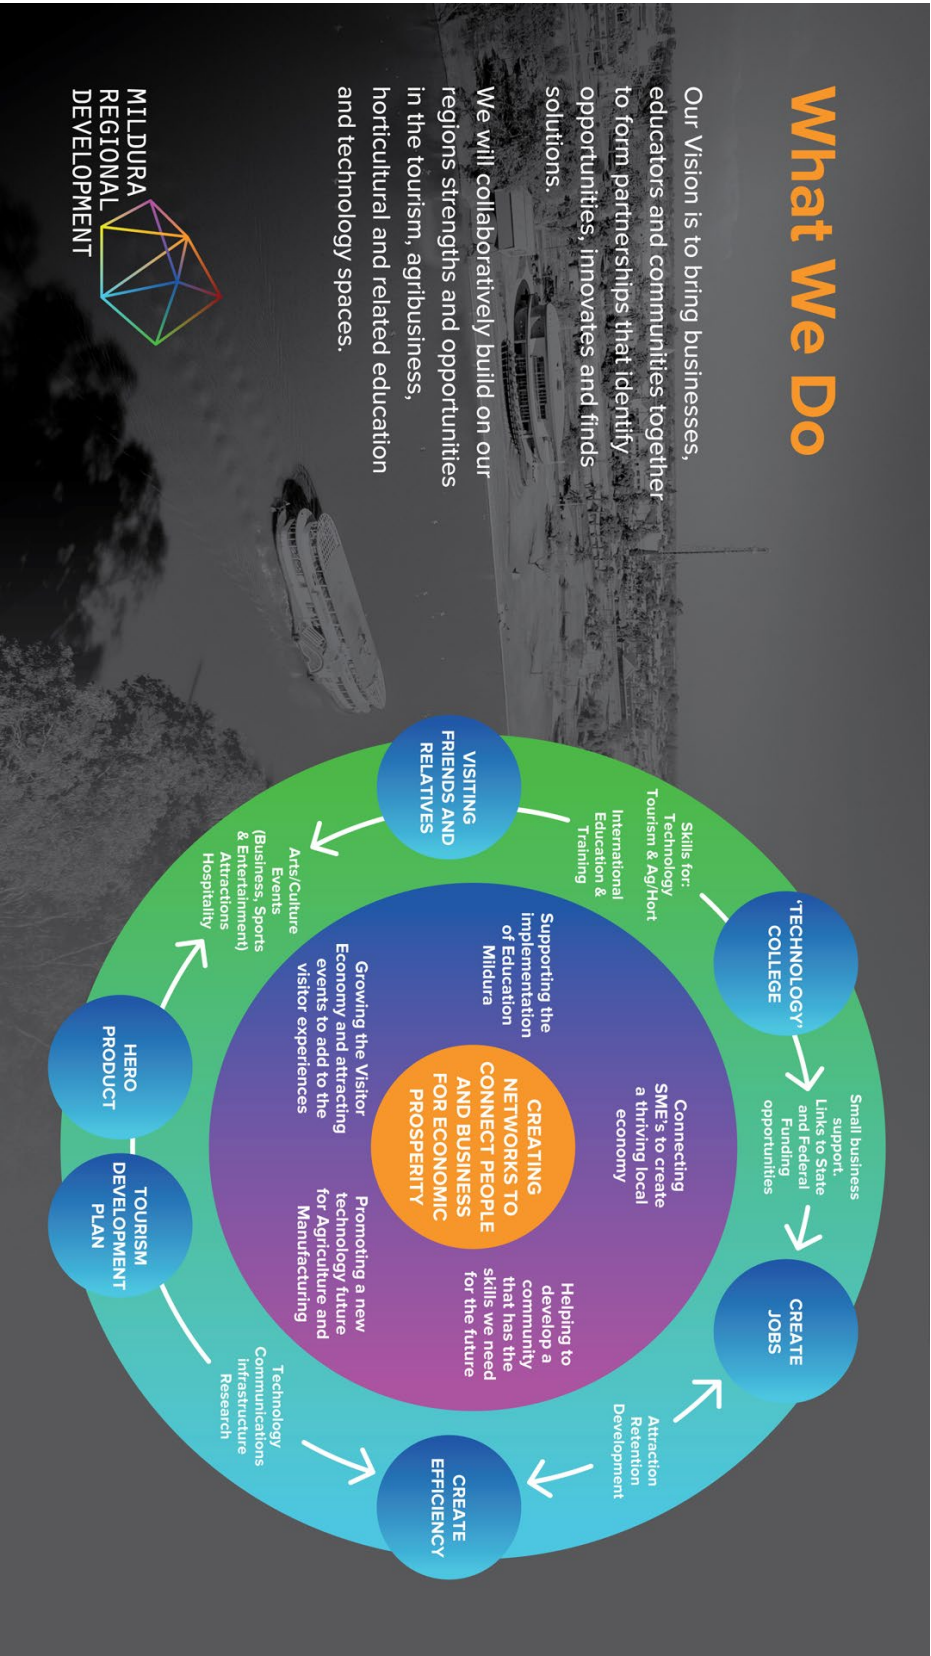 What We Do
Our Vision is to bring businesses,
educators and communities together
to form partnerships that identify
opportunities, innovates and finds
solutions.
We will collaboratively build on our
regions strengths and opportunities
in the tourism, agribusiness,
horticultural and related education
and technology spaces.
MILDURA
REGIONAL
DEVELOPMENT
'TECHNOLOGY'
COLLEGE
Small business
support.
Links to State
and Federal
Funding
opportunities
CREATE
JOBS
Attraction
Retention
Development
CREATE
EFFICIENCY
Technology
Communications
infrastructure
Research
TOURISM
DEVELOPMENT
PLAN
HERO
PRODUCT
Arts/Culture
Events
(Business, Sports
& Entertainment)
Attractions
Hospitality
VISITING
FRIENDS AND
RELATIVES
Skills for:
Technology
Tourism & Ag/Hort
International
Education &
Training
Connecting
SME's to create
a thriving local
economy
Helping to
develop a
community
that has the
skills we need
for the future
Promoting a new
technology future
for Agriculture and
Manufacturing
Growing the Visitor
Economy and attracting
events to add to the
visitor experiences
Supporting the
implementation
of Education
Mildura
CREATING
NETWORKS TO
CONNECT PEOPLE
AND BUSINESS
FOR ECONOMIC
PROSPERITY